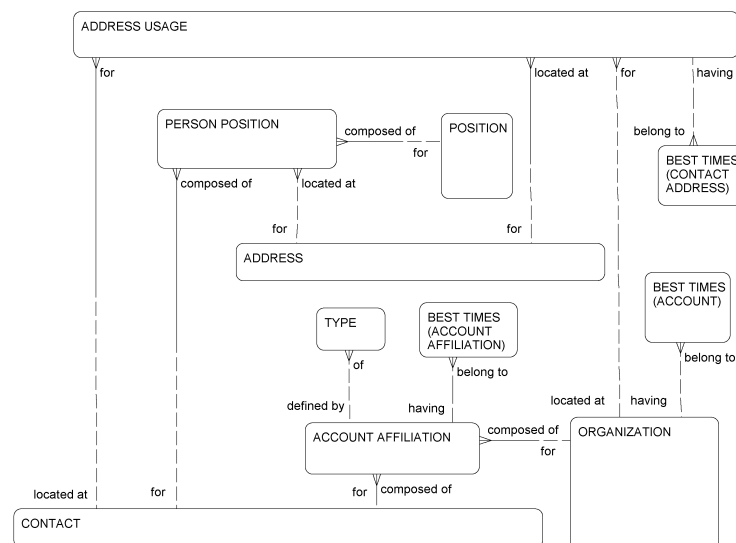 ADDRESS USAGE
for
located at
for
having
PERSON POSITION
composed of
for
POSITION
belong to
BEST TIMES
(CONTACT
ADDRESS)
composed of
located at
for
for
ADDRESS
BEST TIMES
(ACCOUNT)
TYPE
BEST TIMES
(ACCOUNT
AFFILIATION)
of
belong to
belong to
defined by
having
located at
having
ACCOUNT AFFILIATION
composed of
for
ORGANIZATION
located at
for
for
composed of
CONTACT